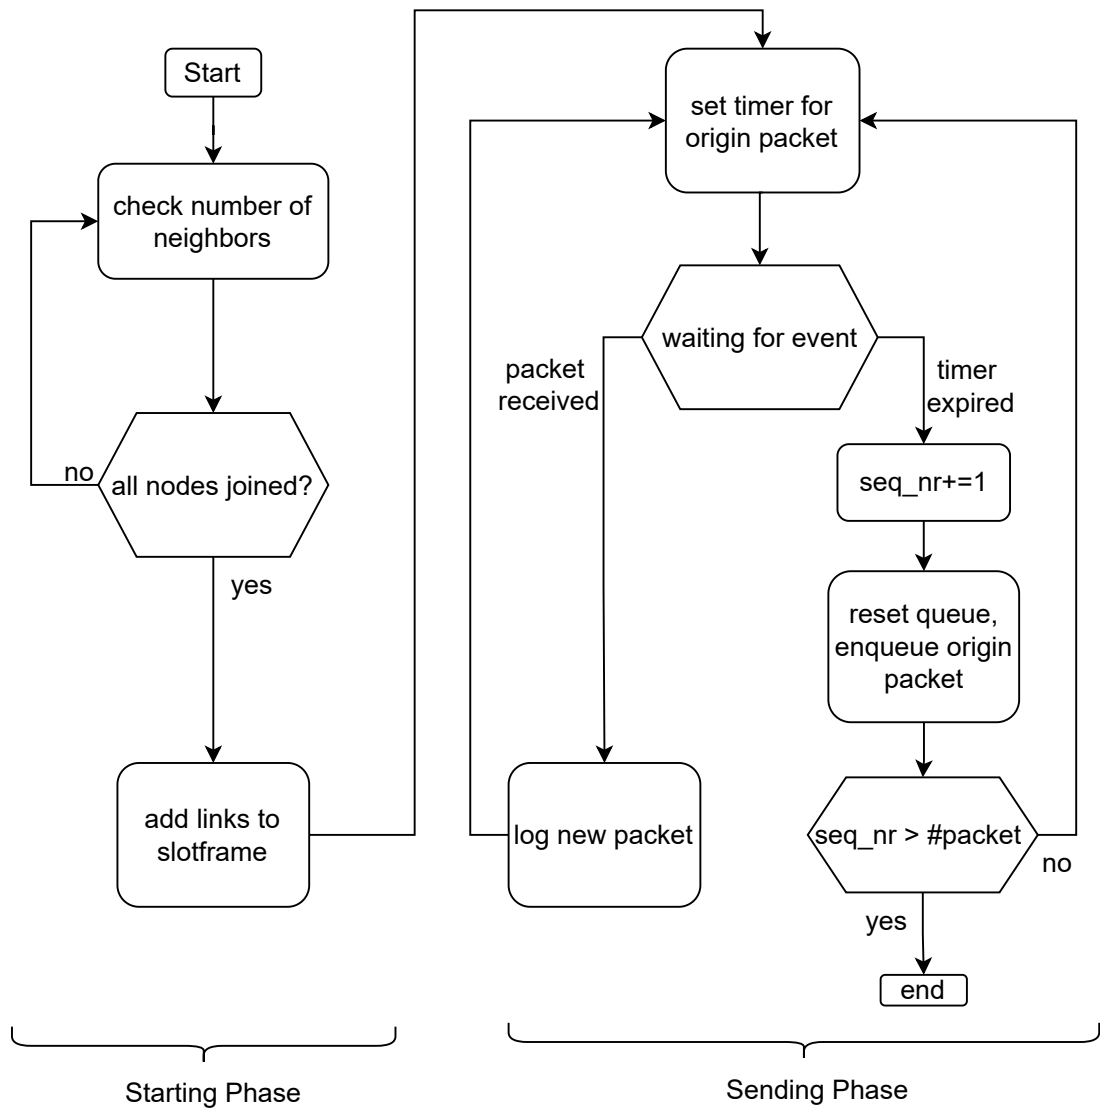 Start
check number of
neighbors
no
all nodes joined?
yes
add links to
slotframe
Starting Phase
set timer for
origin packet
waiting for event
packet
received
timer
expired
seq_nr+=1
reset queue,
enqueue origin
packet
log new packet
seq_nr > #packet
no
yes
end
Sending Phase